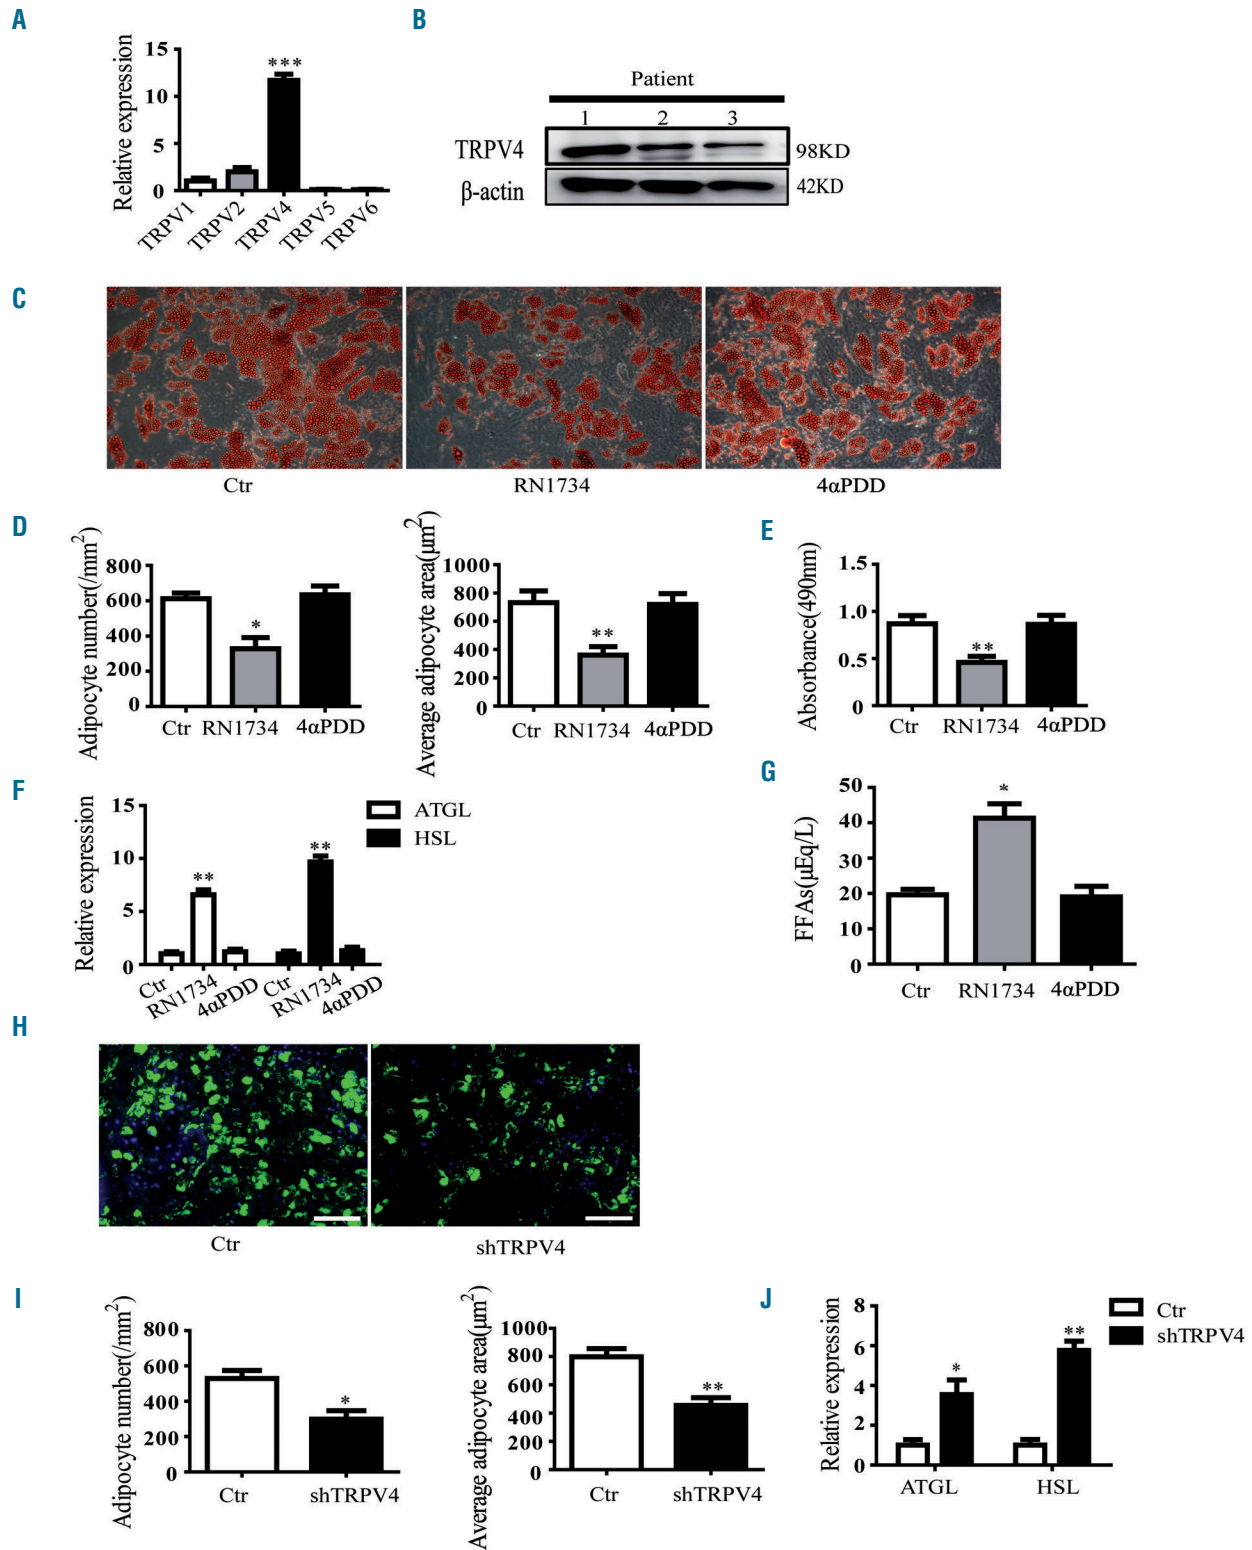 A
Relative expression
15
10
5
0
***
TRPV1
TRPV2
TRPV4
TRPV5
TRPV6
B
Patient
1 2 3
TRPV4
98KD
β-actin
42KD
C
Ctr
RN1734
4αPDD
D
Adipocyte number(/mm²)
800
600
400
200
0
*
Ctr RN1734 4αPDD
Average adipocyte area(μm²)
1000
800
600
400
200
0
**
Ctr RN1734 4αPDD
E
Absorbance(490nm)
1.5
1.0
0.5
0
**
Ctr RN1734 4αPDD
F
Relative expression
15
10
5
0
** **
ATGL
HSL
Ctr
RN1734
4αPDD
Ctr
RN1734
4αPDD
G
FFAs(μEq/L)
50
40
30
20
10
0
*
Ctr RN1734 4αPDD
H
Ctr
shTRPV4
I
Adipocyte number(/mm²)
800
600
400
200
0
*
Ctr shTRPV4
Average adipocyte area(μm²)
1000
800
600
400
200
0
**
Ctr shTRPV4
J
Relative expression
8
6
4
2
0
* **
Ctr
shTRPV4
ATGL HSL